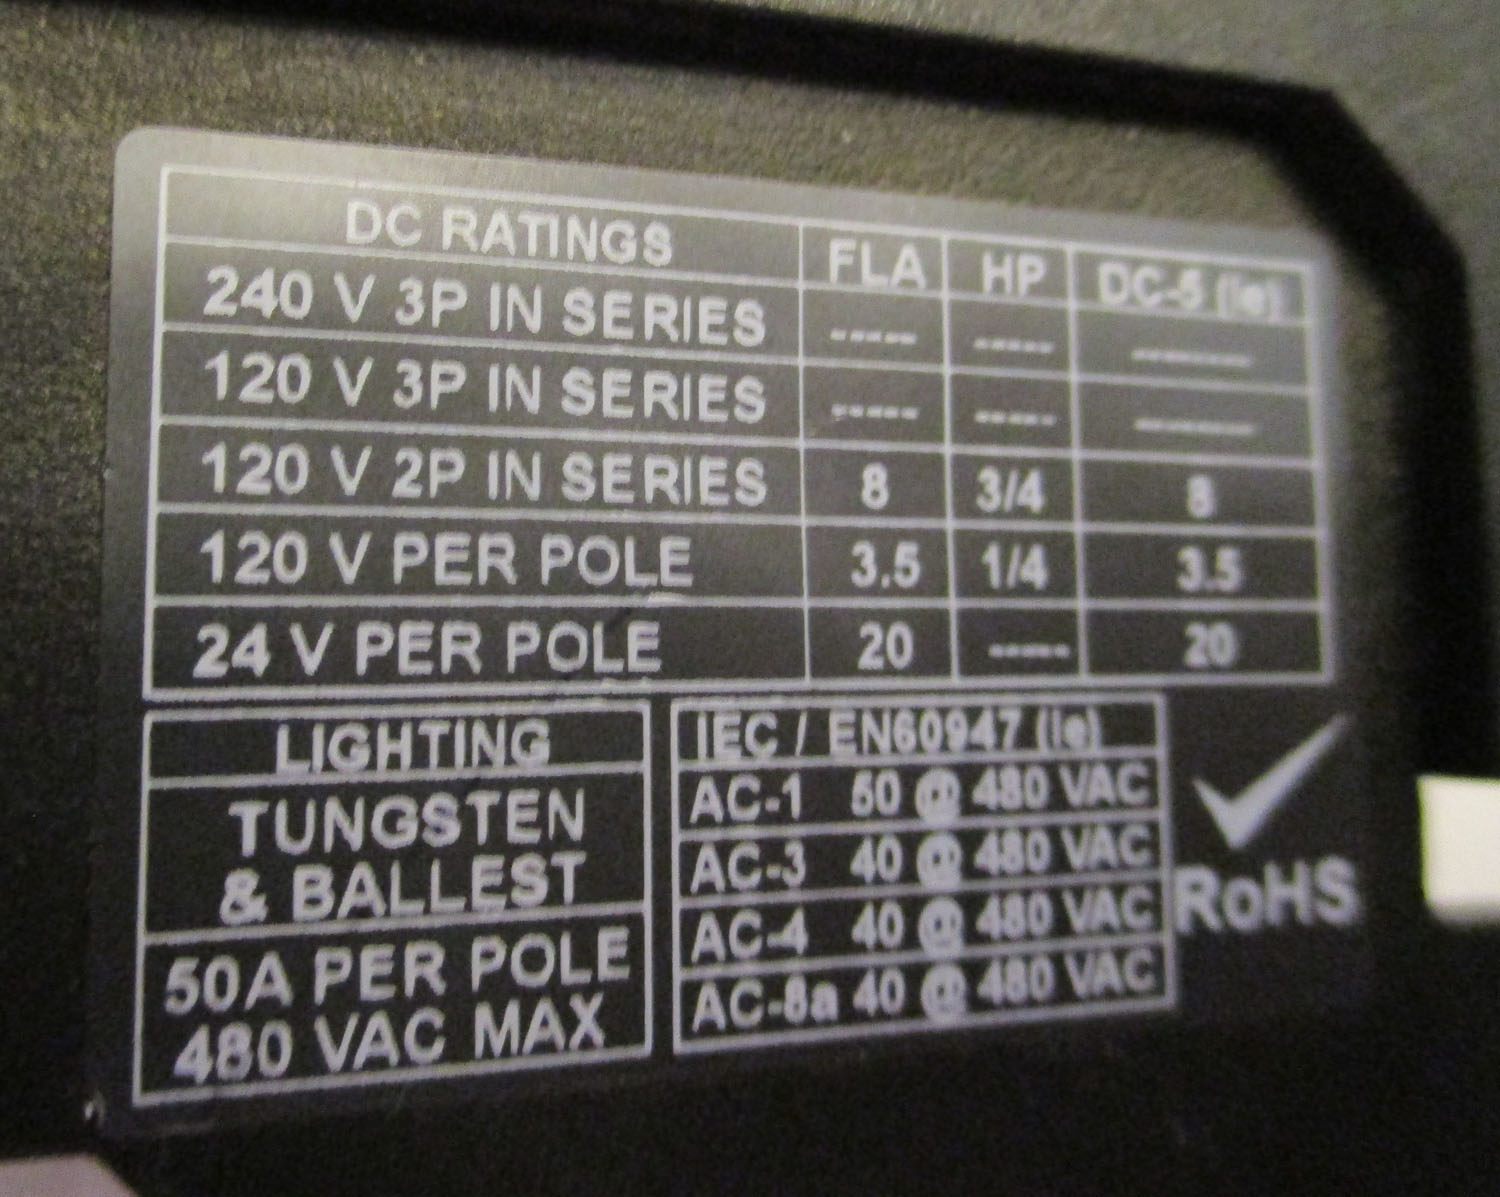 DC RATINGS FLA HP DC-5 (Ie)
240 V 3P IN SERIES ----- ----- -------
120 V 3P IN SERIES ----- ----- -------
120 V 2P IN SERIES 8 3/4 8
120 V PER POLE 3.5 1/4 3.5
24 V PER POLE 20 ----- 20
LIGHTING
TUNGSTEN
& BALLEST
50A PER POLE
480 VAC MAX
IEC / EN60947 (Ie)
AC-1 50 @ 480 VAC
AC-3 40 @ 480 VAC
AC-4 40 @ 480 VAC
AC-8a 40 @ 480 VAC
RoHS